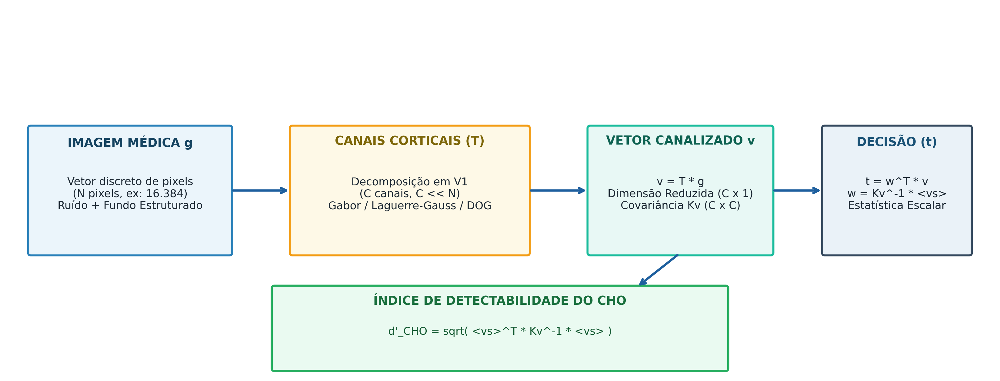 IMAGEM MÉDICA g
Vetor discreto de pixels
(N pixels, ex: 16.384)
Ruído + Fundo Estruturado
CANAIS CORTICAIS (T)
Decomposição em V1
(C canais, C << N)
Gabor / Laguerre-Gauss / DOG
VETOR CANALIZADO v
v = T * g
Dimensão Reduzida (C x 1)
Covariância Kv (C x C)
DECISÃO (t)
t = w^T * v
w = Kv^-1 * <vs>
Estatística Escalar
ÍNDICE DE DETECTABILIDADE DO CHO
d'_CHO = sqrt( <vs>^T * Kv^-1 * <vs> )